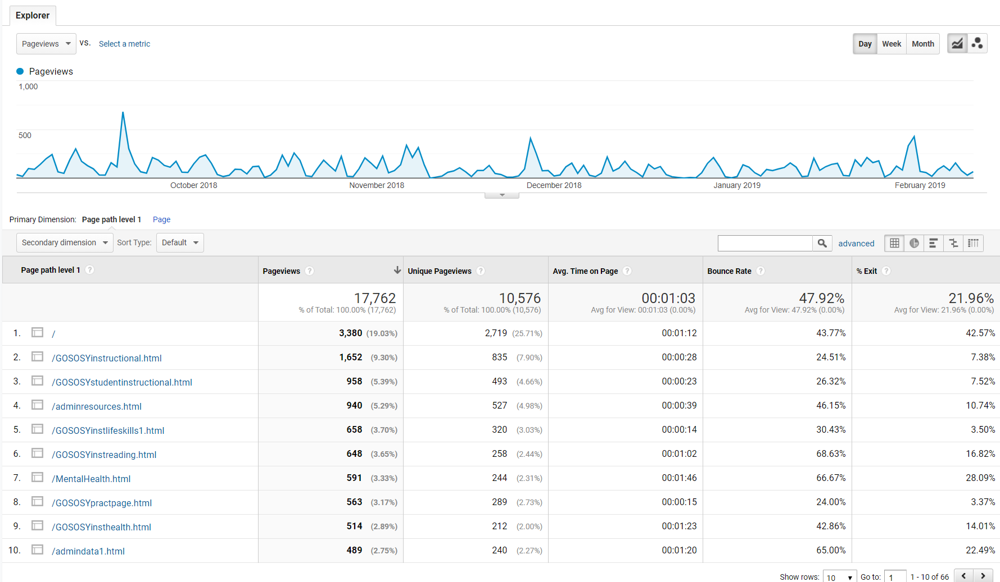 Explorer
Pageviews VS. Select a metric Day Week Month
Pageviews
1,000
500
October 2018 November 2018 December 2018 January 2019 February 2019
Primary Dimension: Page path level 1 Page
Secondary dimension Sort Type: Default advanced
Page path level 1 ? Pageviews ? Unique Pageviews ? Avg. Time on Page ? Bounce Rate ? % Exit ?
17,762 10,576 00:01:03 47.92% 21.96%
% of Total: 100.00% (17,762) % of Total: 100.00% (10,576) Avg for View: 00:01:03 (0.00%) Avg for View: 47.92% (0.00%) Avg for View: 21.96% (0.00%)
1. / 3,380 (19.03%) 2,719 (25.71%) 00:01:12 43.77% 42.57%
2. /GOSOSYinstructional.html 1,652 (9.30%) 835 (7.90%) 00:00:28 24.51% 7.38%
3. /GOSOSYstudentinstructional.html 958 (5.39%) 493 (4.66%) 00:00:23 26.32% 7.52%
4. /adminresources.html 940 (5.29%) 527 (4.98%) 00:00:39 46.15% 10.74%
5. /GOSOSYinstlifeskills1.html 658 (3.70%) 320 (3.03%) 00:00:14 30.43% 3.50%
6. /GOSOSYinstreading.html 648 (3.65%) 258 (2.44%) 00:01:02 68.63% 16.82%
7. /MentalHealth.html 591 (3.33%) 244 (2.31%) 00:01:46 66.67% 28.09%
8. /GOSOSYpractpage.html 563 (3.17%) 289 (2.73%) 00:00:15 24.00% 3.37%
9. /GOSOSYinsthealth.html 514 (2.89%) 212 (2.00%) 00:01:23 42.86% 14.01%
10. /admindata1.html 489 (2.75%) 240 (2.27%) 00:01:20 65.00% 22.49%
Show rows: 10 Go to: 1 1 - 10 of 66